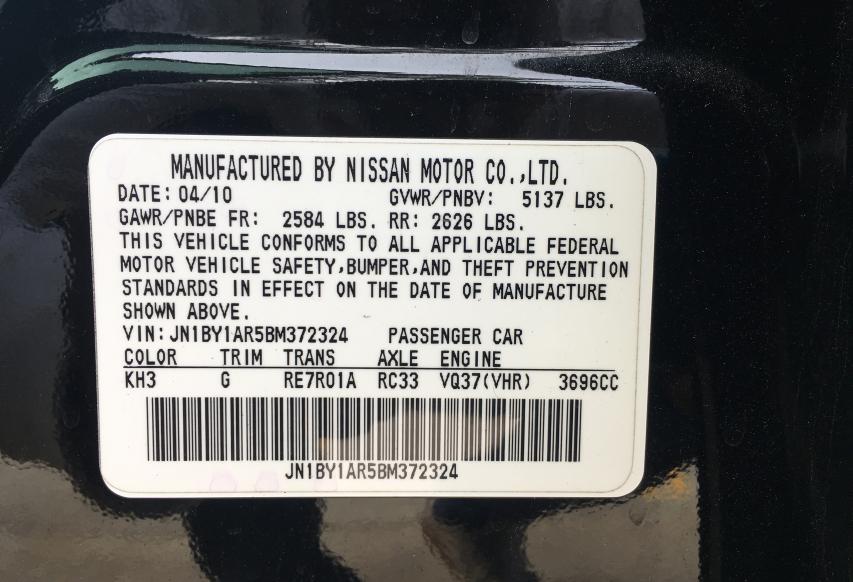 MANUFACTURED BY NISSAN MOTOR CO.,LTD.
DATE: 04/10 GVWR/PNBV: 5137 LBS.
GAWR/PNBE FR: 2584 LBS. RR: 2626 LBS.
THIS VEHICLE CONFORMS TO ALL APPLICABLE FEDERAL
MOTOR VEHICLE SAFETY,BUMPER,AND THEFT PREVENTION
STANDARDS IN EFFECT ON THE DATE OF MANUFACTURE
SHOWN ABOVE.
VIN: JN1BY1AR5BM372324 PASSENGER CAR
COLOR TRIM TRANS AXLE ENGINE
KH3 G RE7R01A RC33 VQ37(VHR) 3696CC
JN1BY1AR5BM372324